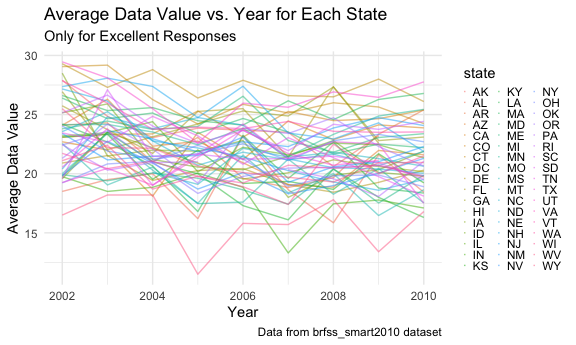 Average Data Value vs. Year for Each State
Only for Excellent Responses
30
25
20
15
Average Data Value
2002 2004 2006 2008 2010
Year
state
AK KY NY
AL LA OH
AR MA OK
AZ MD OR
CA ME PA
CO MI RI
CT MN SC
DC MO SD
DE MS TN
FL MT TX
GA NC UT
HI ND VA
IA NE VT
ID NH WA
IL NJ WI
IN NM WV
KS NV WY
Data from brfss_smart2010 dataset